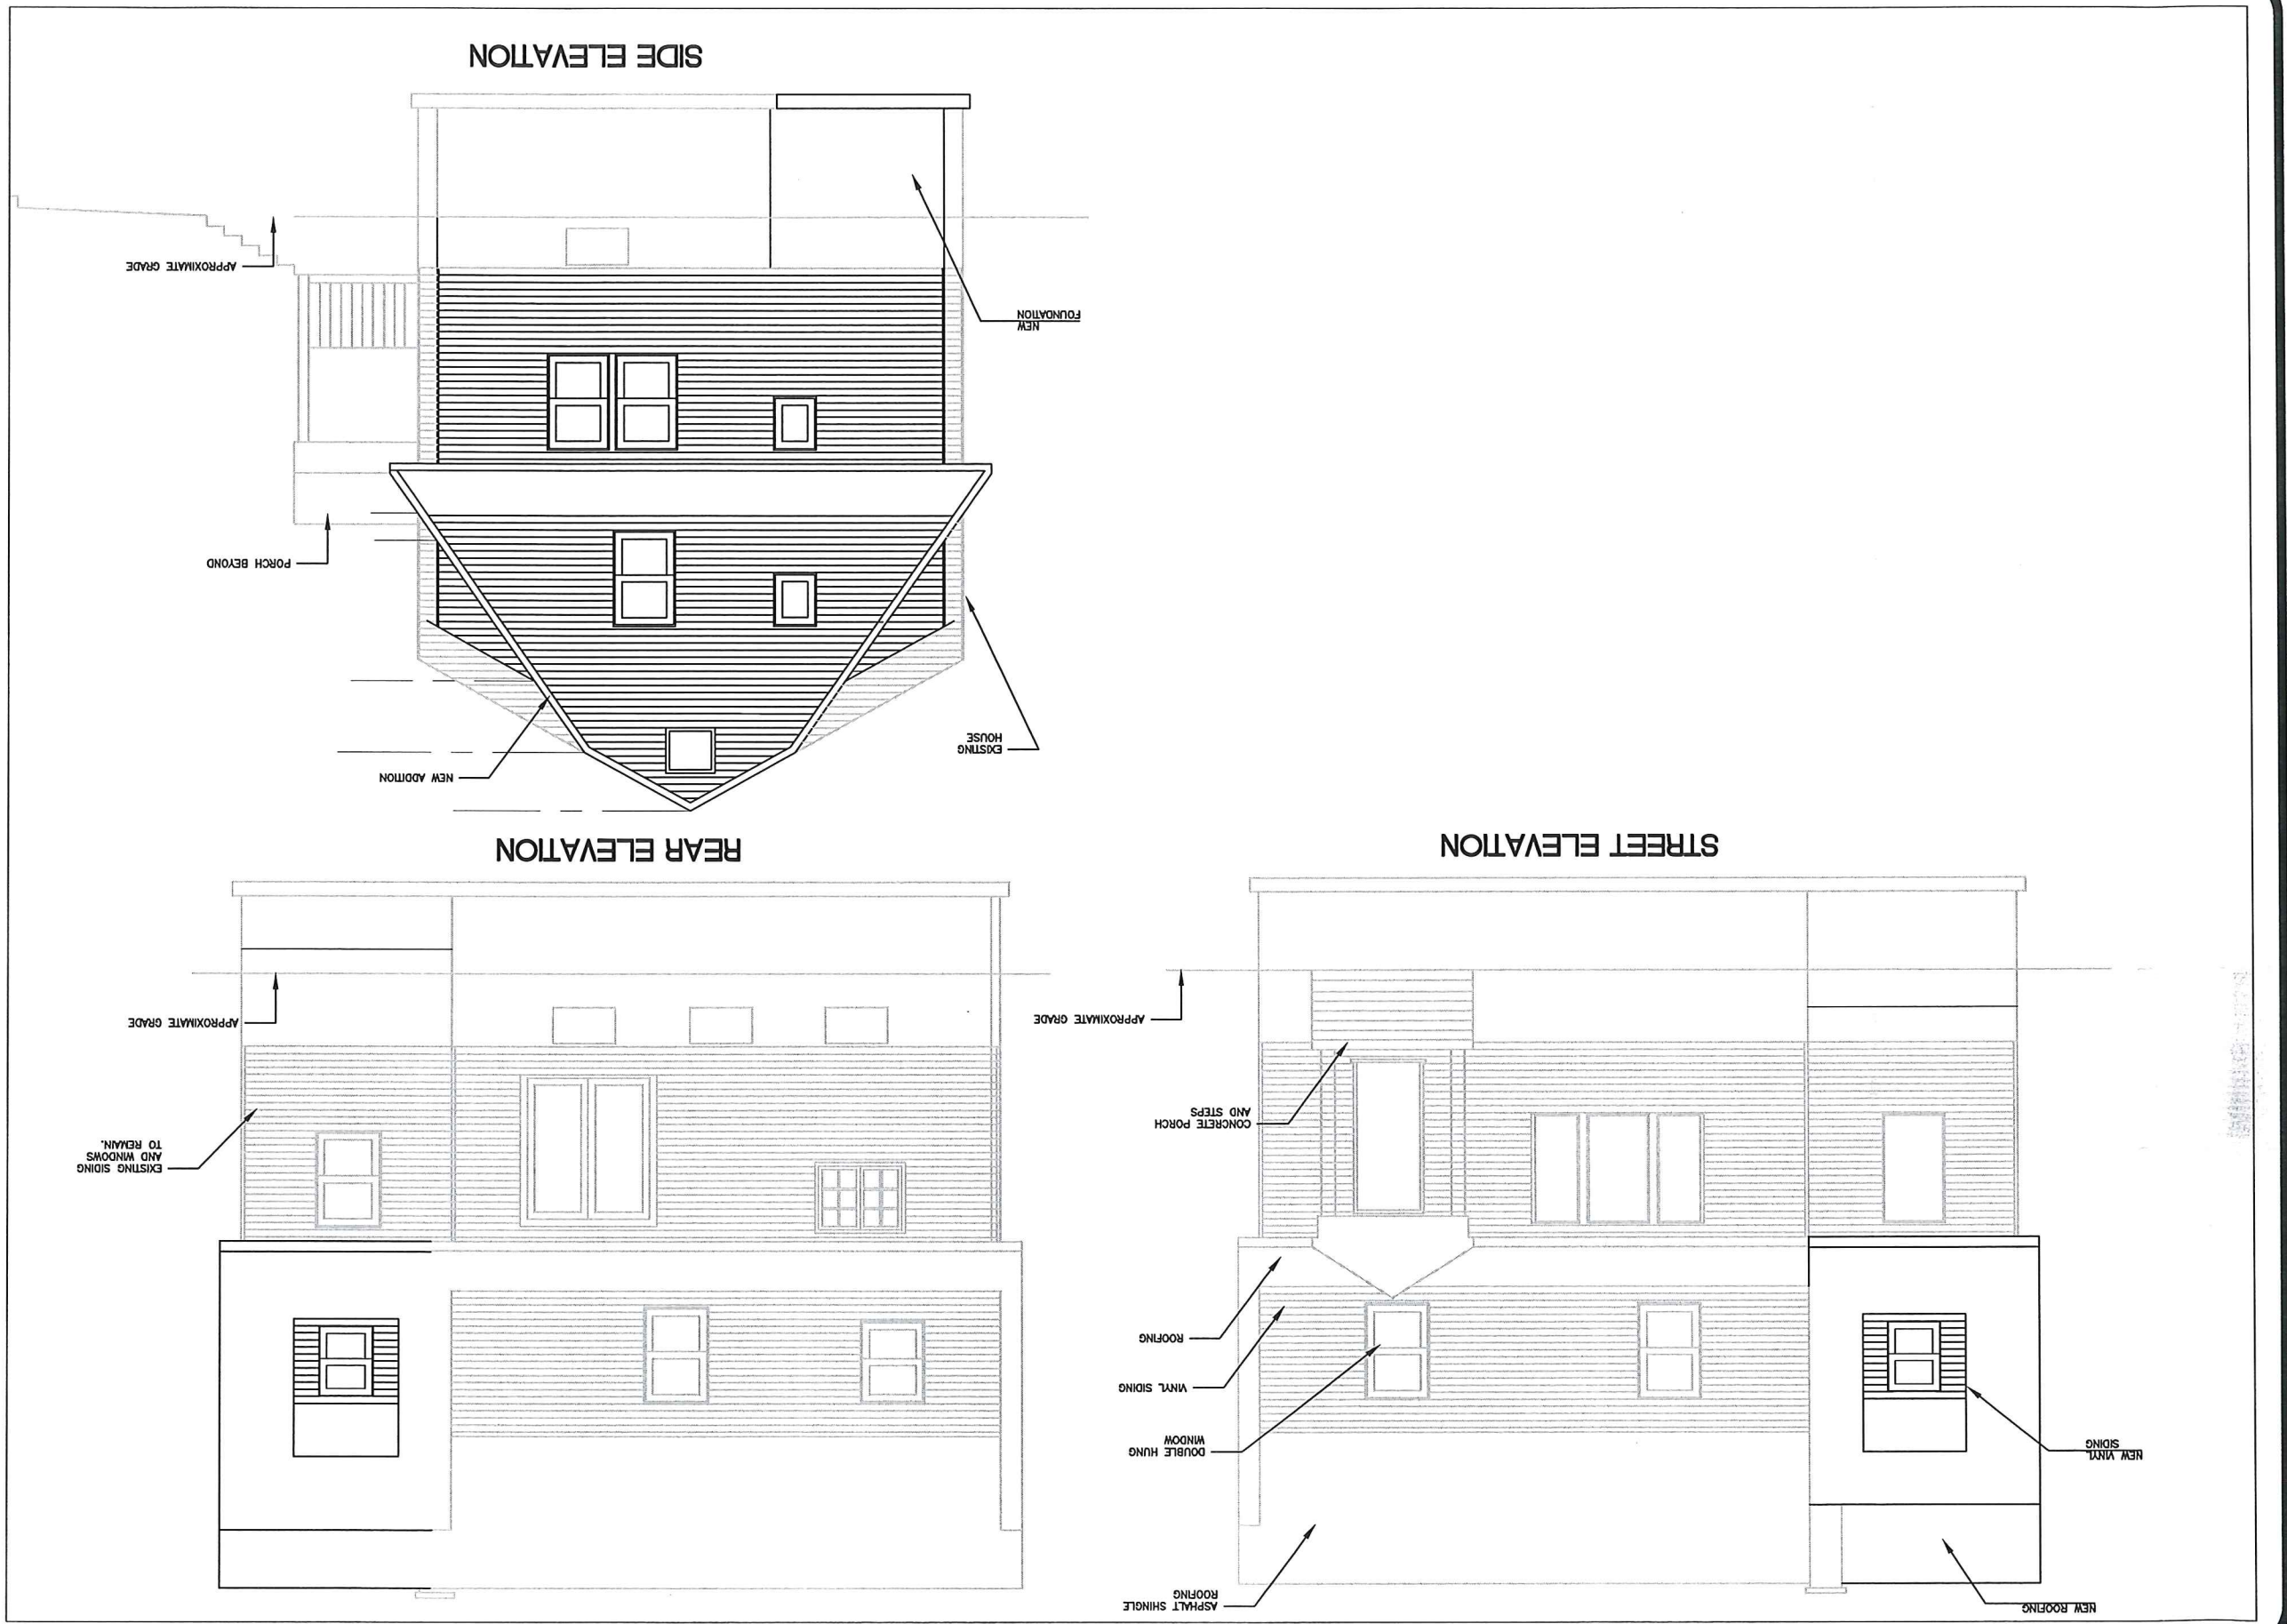 NEW ROOFING
ASPHALT SHINGLE
ROOFING
NEW VINYL
SIDING
DOUBLE HUNG
WINDOW
VINYL SIDING
ROOFING
CONCRETE PORCH
AND STEPS
APPROXIMATE GRADE
STREET ELEVATION
EXISTING SIDING
AND WINDOWS
TO REMAIN.
APPROXIMATE GRADE
REAR ELEVATION
NEW ADDITION
EXISTING
HOUSE
PORCH BEYOND
NEW
FOUNDATION
APPROXIMATE GRADE
SIDE ELEVATION